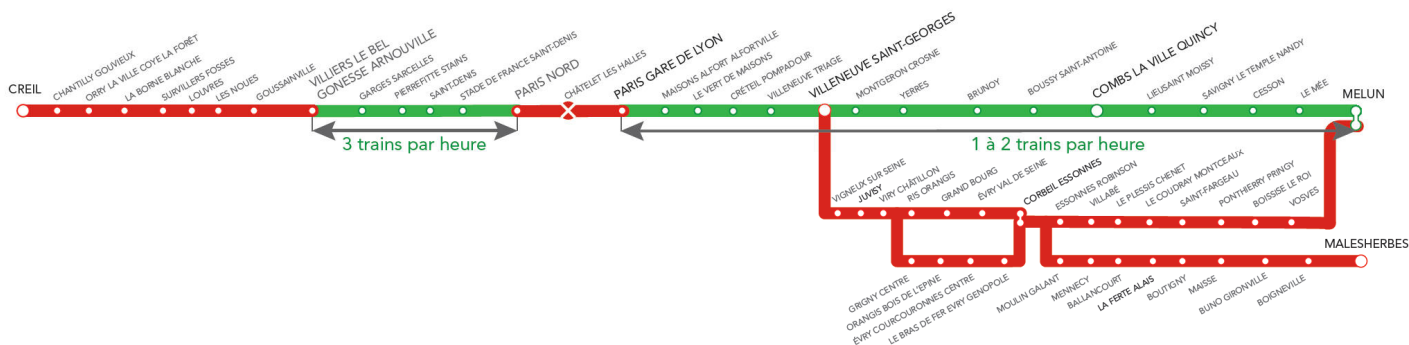 CREIL
CHANTILLY GOUVIEUX
ORRY LA VILLE COYE LA FORÊT
LA BORNE BLANCHE
SURVILLIERS FOSSES
LOUVRES
LES NOUES
GOUSSAINVILLE
VILLIERS LE BEL
GONESSE ARNOUVILLE
GARGES SARCELLES
PIERREFITTE STAINS
SAINT-DENIS
STADE DE FRANCE SAINT-DENIS
PARIS NORD
CHÂTELET LES HALLES
PARIS GARE DE LYON
MAISONS ALFORT ALFORTVILLE
LE VERT DE MAISONS
CRÉTEIL POMPADOUR
VILLENEUVE TRIAGE
VILLENEUVE SAINT-GEORGES
MONTGERON CROSNE
YERRES
BRUNOY
BOUSSY SAINT-ANTOINE
COMBS LA VILLE QUINCY
LIEUSAINT MOISSY
SAVIGNY LE TEMPLE NANDY
CESSON
LE MÉE
MELUN
3 trains par heure
1 à 2 trains par heure
VIGNEUX SUR SEINE
JUVISY
VIRY CHÂTILLON
RIS ORANGIS
GRAND BOURG
ÉVRY VAL DE SEINE
CORBEIL ESSONNES
ESSONNES ROBINSON
VILLABÉ
LE PLESSIS CHENET
LE COUDRAY MONTCEAUX
SAINT-FARGEAU
PONTHIERRY PRINGY
BOISSISE LE ROI
VOSVES
MALESHERBES
GRIGNY CENTRE
ORANGIS BOIS DE L'EPINE
ÉVRY COURCOURONNES CENTRE
LE BRAS DE FER EVRY GENOPOLE
MOULIN GALANT
MENNECY
BALLANCOURT
LA FERTE ALAIS
BOUTIGNY
MAISSE
BUNO GIRONVILLE
BOIGNEVILLE